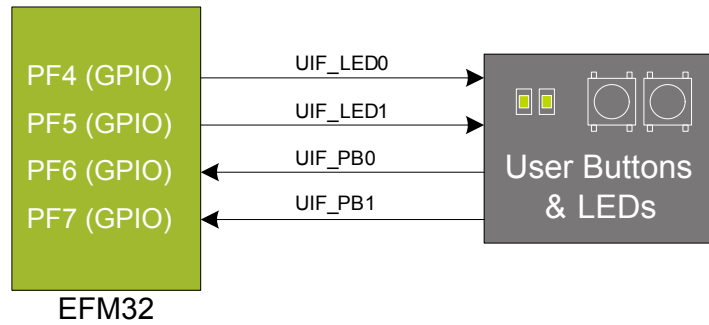 PF4 (GPIO)
PF5 (GPIO)
PF6 (GPIO)
PF7 (GPIO)
EFM32
UIF_LED0
UIF_LED1
UIF_PB0
UIF_PB1
User Buttons
& LEDs